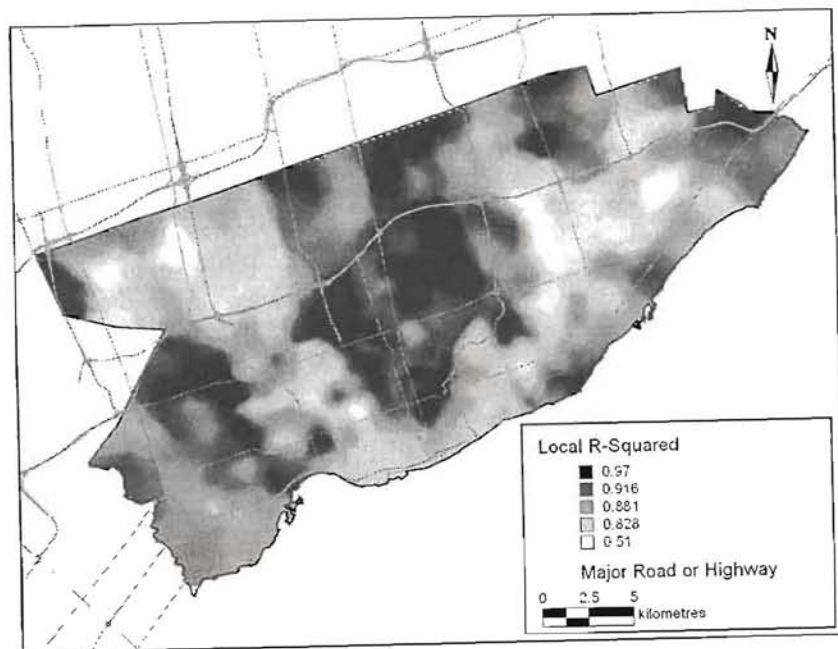 N
Local R-Squared
0.97
0.916
0.881
0.828
0.51
Major Road or Highway
0 2.5 5
kilometres